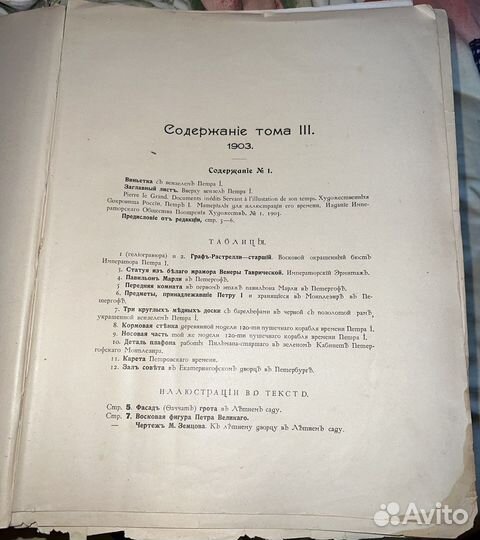 Содержаніе тома III.
1903.
Содержаніе № 1.
Виньетка съ вензелемъ Петра I.
Заглавный листъ. Вверху вензель Петра I.
Pierre le Grand. Documents inédits Servant à l'illustation de son temps. Художественныя
Сокровища Россіи. Петръ I. Матерьялы для иллюстраціи его времени. Изданіе Импе-
раторскаго Общества Поощренія Художествъ. № 1. 1903.
Предисловіе отъ редакціи, стр. 3—6.
ТАБЛИЦЫ.
1 (геліогравюра) и 2. Графъ-Растрелли—старшій. Восковой окрашенный бюстъ
Императора Петра I.
3. Статуя изъ бѣлаго мрамора Венеры Таврической. Императорскій Эрмитажъ.
4. Павильонъ Марли въ Петергофѣ.
5. Передняя комната въ первомъ этажѣ павильона Марли въ Петергофѣ.
6. Предметы, принадлежавшіе Петру I и хранящіеся въ Монплезирѣ въ Пе-
тергофѣ.
7. Три круглыхъ мѣдныхъ доски съ барельефами въ черной съ позолотой рамѣ,
украшенной вензелемъ Петра I.
8. Кормовая стѣнка деревянной модели 120-ти пушечнаго корабля времени Петра I.
9. Носовая часть той же модели 120-ти пушечнаго корабля времени Петра I.
10. Деталь плафона работы Пильмана-старшаго въ зеленомъ Кабинетѣ Петер-
гофскаго Монплезира.
11. Карета Петровскаго времени.
12. Залъ совѣта въ Екатерингофскомъ дворцѣ въ Петербургѣ.
ИЛЛЮСТРАЦІИ ВЪ ТЕКСТѢ.
Стр. 5. Фасадъ (Өаччатъ) грота въ Лѣтнемъ саду.
Стр. 7. Восковая фигура Петра Великаго.
— Чертежъ М. Земцова. Къ лѣтнему дворцу въ Лѣтнемъ саду.
Avito